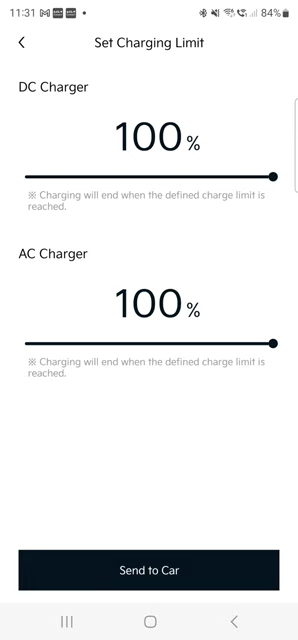 11:31
84%
Set Charging Limit
DC Charger
100%
※ Charging will end when the defined charge limit is
reached.
AC Charger
100%
※ Charging will end when the defined charge limit is
reached.
Send to Car